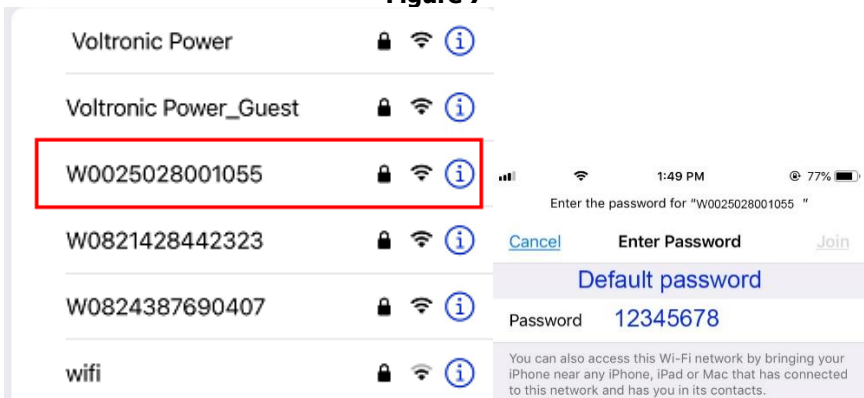 Voltronic Power
Voltronic Power_Guest
W0025028001055
W0821428442323
W0824387690407
wifi
1:49 PM
77%
Enter the password for "W0025028001055 "
Cancel Enter Password Join
Default password
Password 12345678
You can also access this Wi-Fi network by bringing your
iPhone near any iPhone, iPad or Mac that has connected
to this network and has you in its contacts.